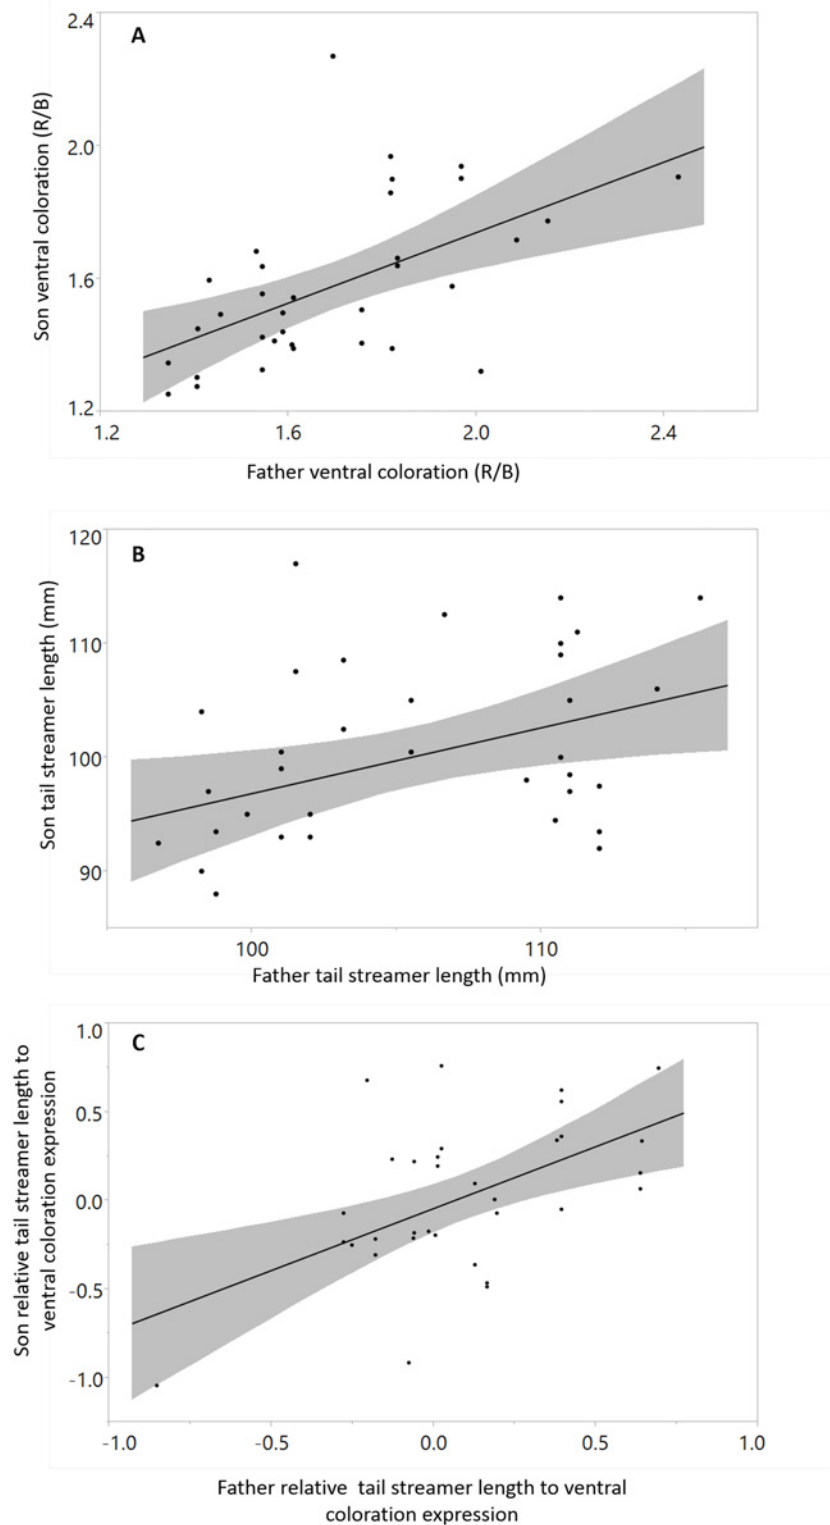 A
2.4
2.0
1.6
1.2
Son ventral coloration (R/B)
1.2 1.6 2.0 2.4
Father ventral coloration (R/B)
B
120
110
100
90
Son tail streamer length (mm)
100 110
Father tail streamer length (mm)
C
1.0
0.5
0.0
-0.5
-1.0
Son relative tail streamer length to
ventral coloration expression
-1.0 -0.5 0.0 0.5 1.0
Father relative tail streamer length to ventral
coloration expression